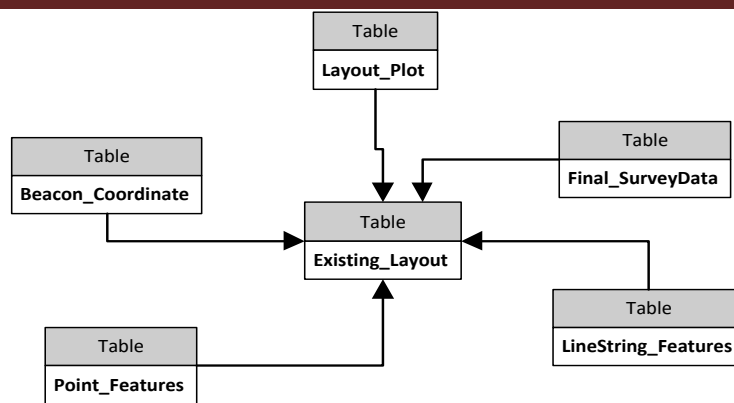 Table
Layout_Plot
Table
Final_SurveyData
Table
Beacon_Coordinate
Table
Existing_Layout
Table
LineString_Features
Table
Point_Features